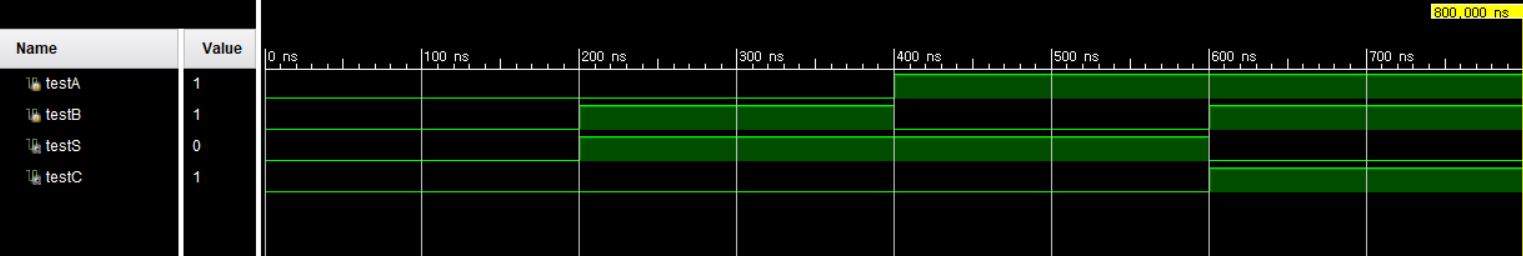 800,000 ns
Name Value
0 ns 100 ns 200 ns 300 ns 400 ns 500 ns 600 ns 700 ns
testA 1
testB 1
testS 0
testC 1